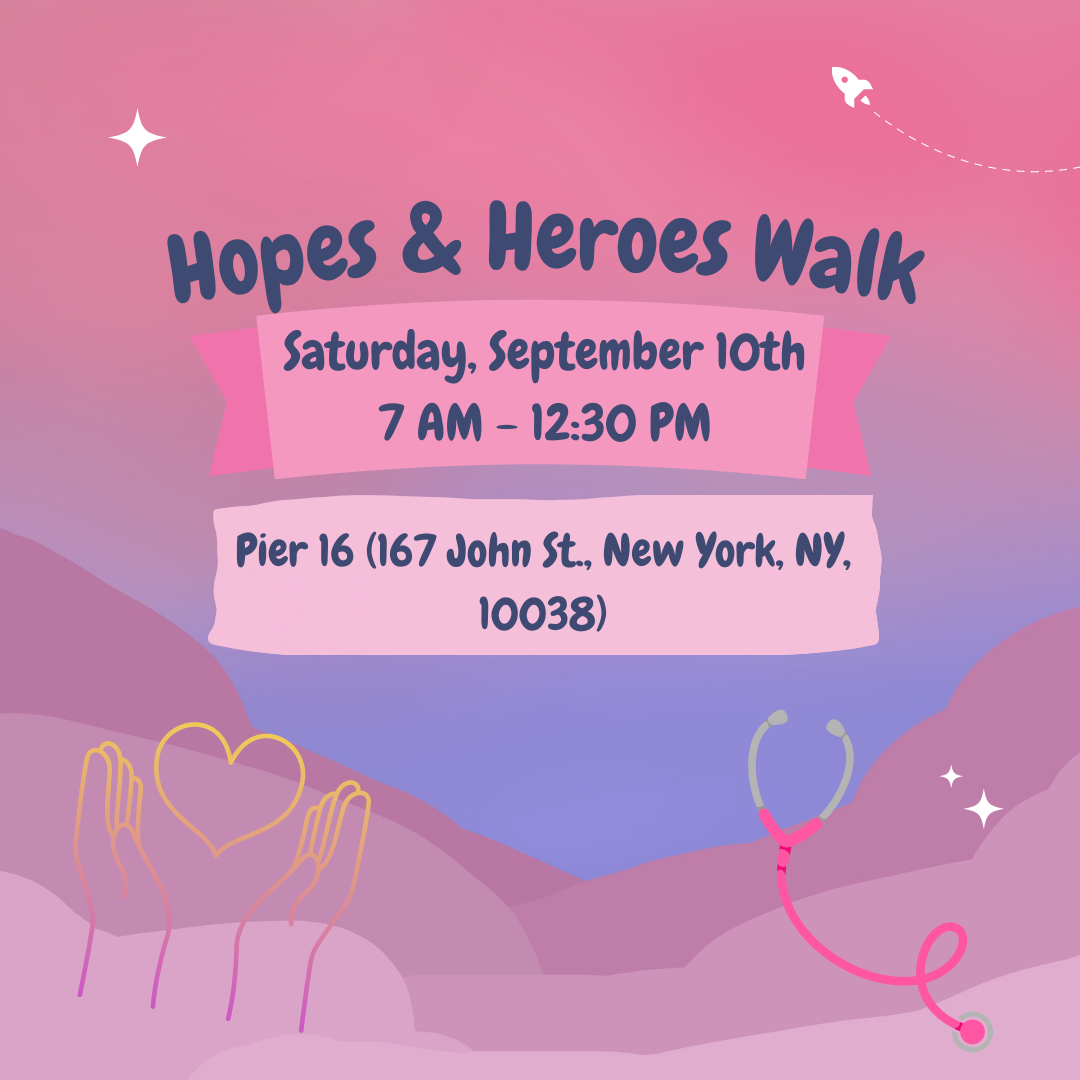 Hopes & Heroes Walk
Saturday, September 10th
7 AM – 12:30 PM
Pier 16 (167 John St., New York, NY,
10038)